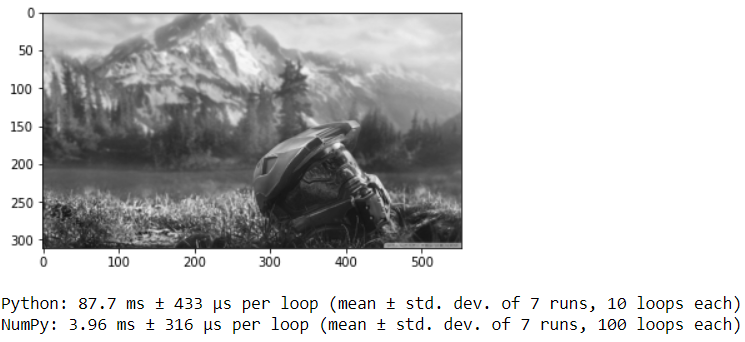 0
50
100
150
200
250
300
0 100 200 300 400 500
Python: 87.7 ms ± 433 µs per loop (mean ± std. dev. of 7 runs, 10 loops each)
NumPy: 3.96 ms ± 316 µs per loop (mean ± std. dev. of 7 runs, 100 loops each)